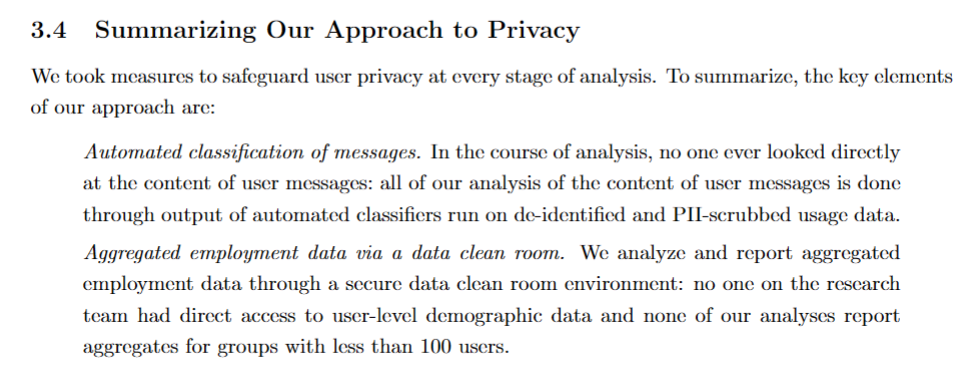 3.4 Summarizing Our Approach to Privacy
We took measures to safeguard user privacy at every stage of analysis. To summarize, the key elements
of our approach are:
Automated classification of messages. In the course of analysis, no one ever looked directly
at the content of user messages: all of our analysis of the content of user messages is done
through output of automated classifiers run on de-identified and PII-scrubbed usage data.
Aggregated employment data via a data clean room. We analyze and report aggregated
employment data through a secure data clean room environment: no one on the research
team had direct access to user-level demographic data and none of our analyses report
aggregates for groups with less than 100 users.